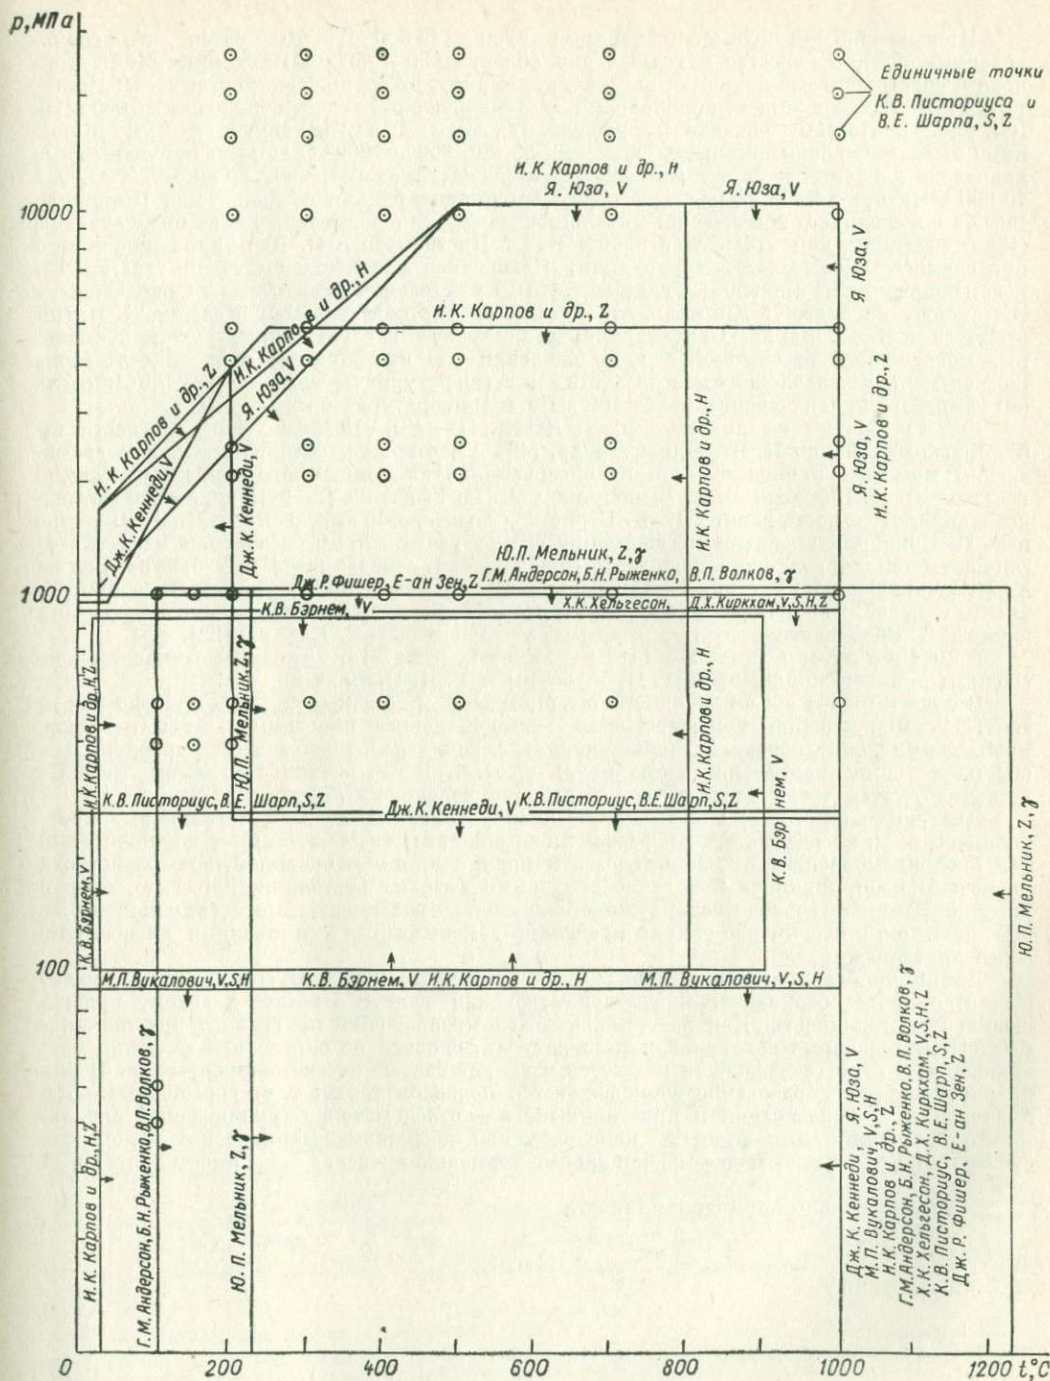 р, МПа
Единичные точки
К.В. Писториуса и
В.Е. Шарпа, S, Z
И.К. Карпов и др., H
Я. Юза, V
Я. Юза, V
10000
Я Юза, V
И.К. Карпов и др., H
И.К. Карпов и др., Z
И.К. Карпов и др., Z
Я. Юза, V
Дж.К. Кеннеди, V
Дж.К. Кеннеди, V
И.К Карпов и др., H
Я. Юза, V
И.К. Карпов и др., Z
Ю.П. Мельник, Z, γ
Дж.Р. Фишер, Е-ан Зен, Z
Г.М. Андерсон, Б.Н. Рыженко,
В.П. Волков, γ
1000
К.В. Бэрнем, V
Х.К. Хельгесон,
Д.Х. Киркхам, V, S, H, Z
И.К. Карпов и др. H, Z
Ю.П. Мельник, Z, γ
И.К. Карпов и др., H
К.В. Бэрнем, V
К.В. Писториус, В.Е. Шарп, S, Z
Дж. К. Кеннеди, V
К.В. Писториус, В.Е. Шарп, S, Z
К.В. Бэрнем, V
Ю.П. Мельник, Z, γ
100
М.П. Вукалович, V, S, H
К.В. Бэрнем, V
И.К. Карпов и др., H
М.П. Вукалович, V, S, H
И. К. Карпов и др., H, Z
Г.М. Андерсон, Б.Н. Рыженко, В.П. Волков, γ
Ю. П. Мельник, Z, γ
Дж. К. Кеннеди, Я. Юза, V
М.П. Вукалович, V, S, H
И.К. Карпов и др., Z
Г.М. Андерсон, Б.Н. Рыженко, В.П. Волков, γ
Х.К. Хельгесон, Д.Х. Киркхам, V, S, H, Z
К.В. Писториус, В.Е. Шарп, S, Z
Дж. Р. Фишер, Е-ан Зен, Z
0 200 400 600 800 1000 1200 t,°C